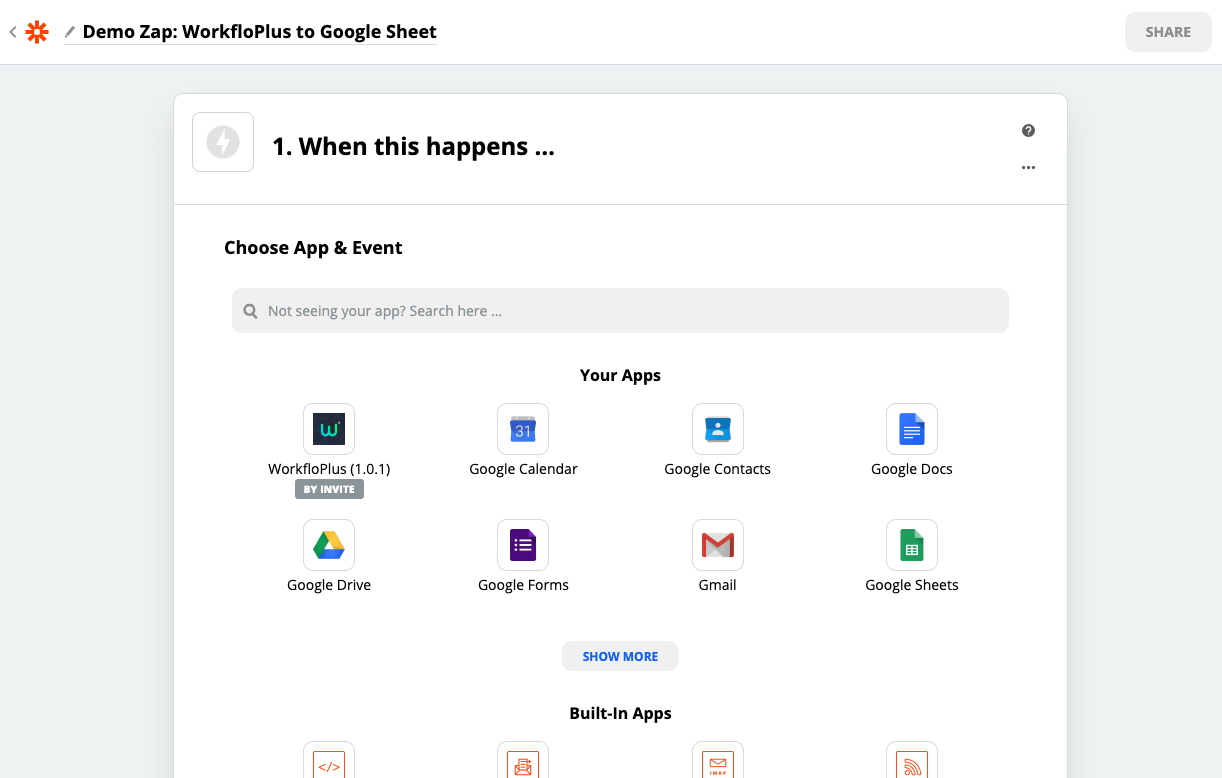 Demo Zap: WorkfloPlus to Google Sheet
SHARE
1. When this happens ...
?
Choose App & Event
Not seeing your app? Search here ...
Your Apps
W
31
WorkfloPlus (1.0.1)
Google Calendar
Google Contacts
Google Docs
BY INVITE
Google Drive
Google Forms
Gmail
Google Sheets
SHOW MORE
Built-In Apps
</>
IMAP